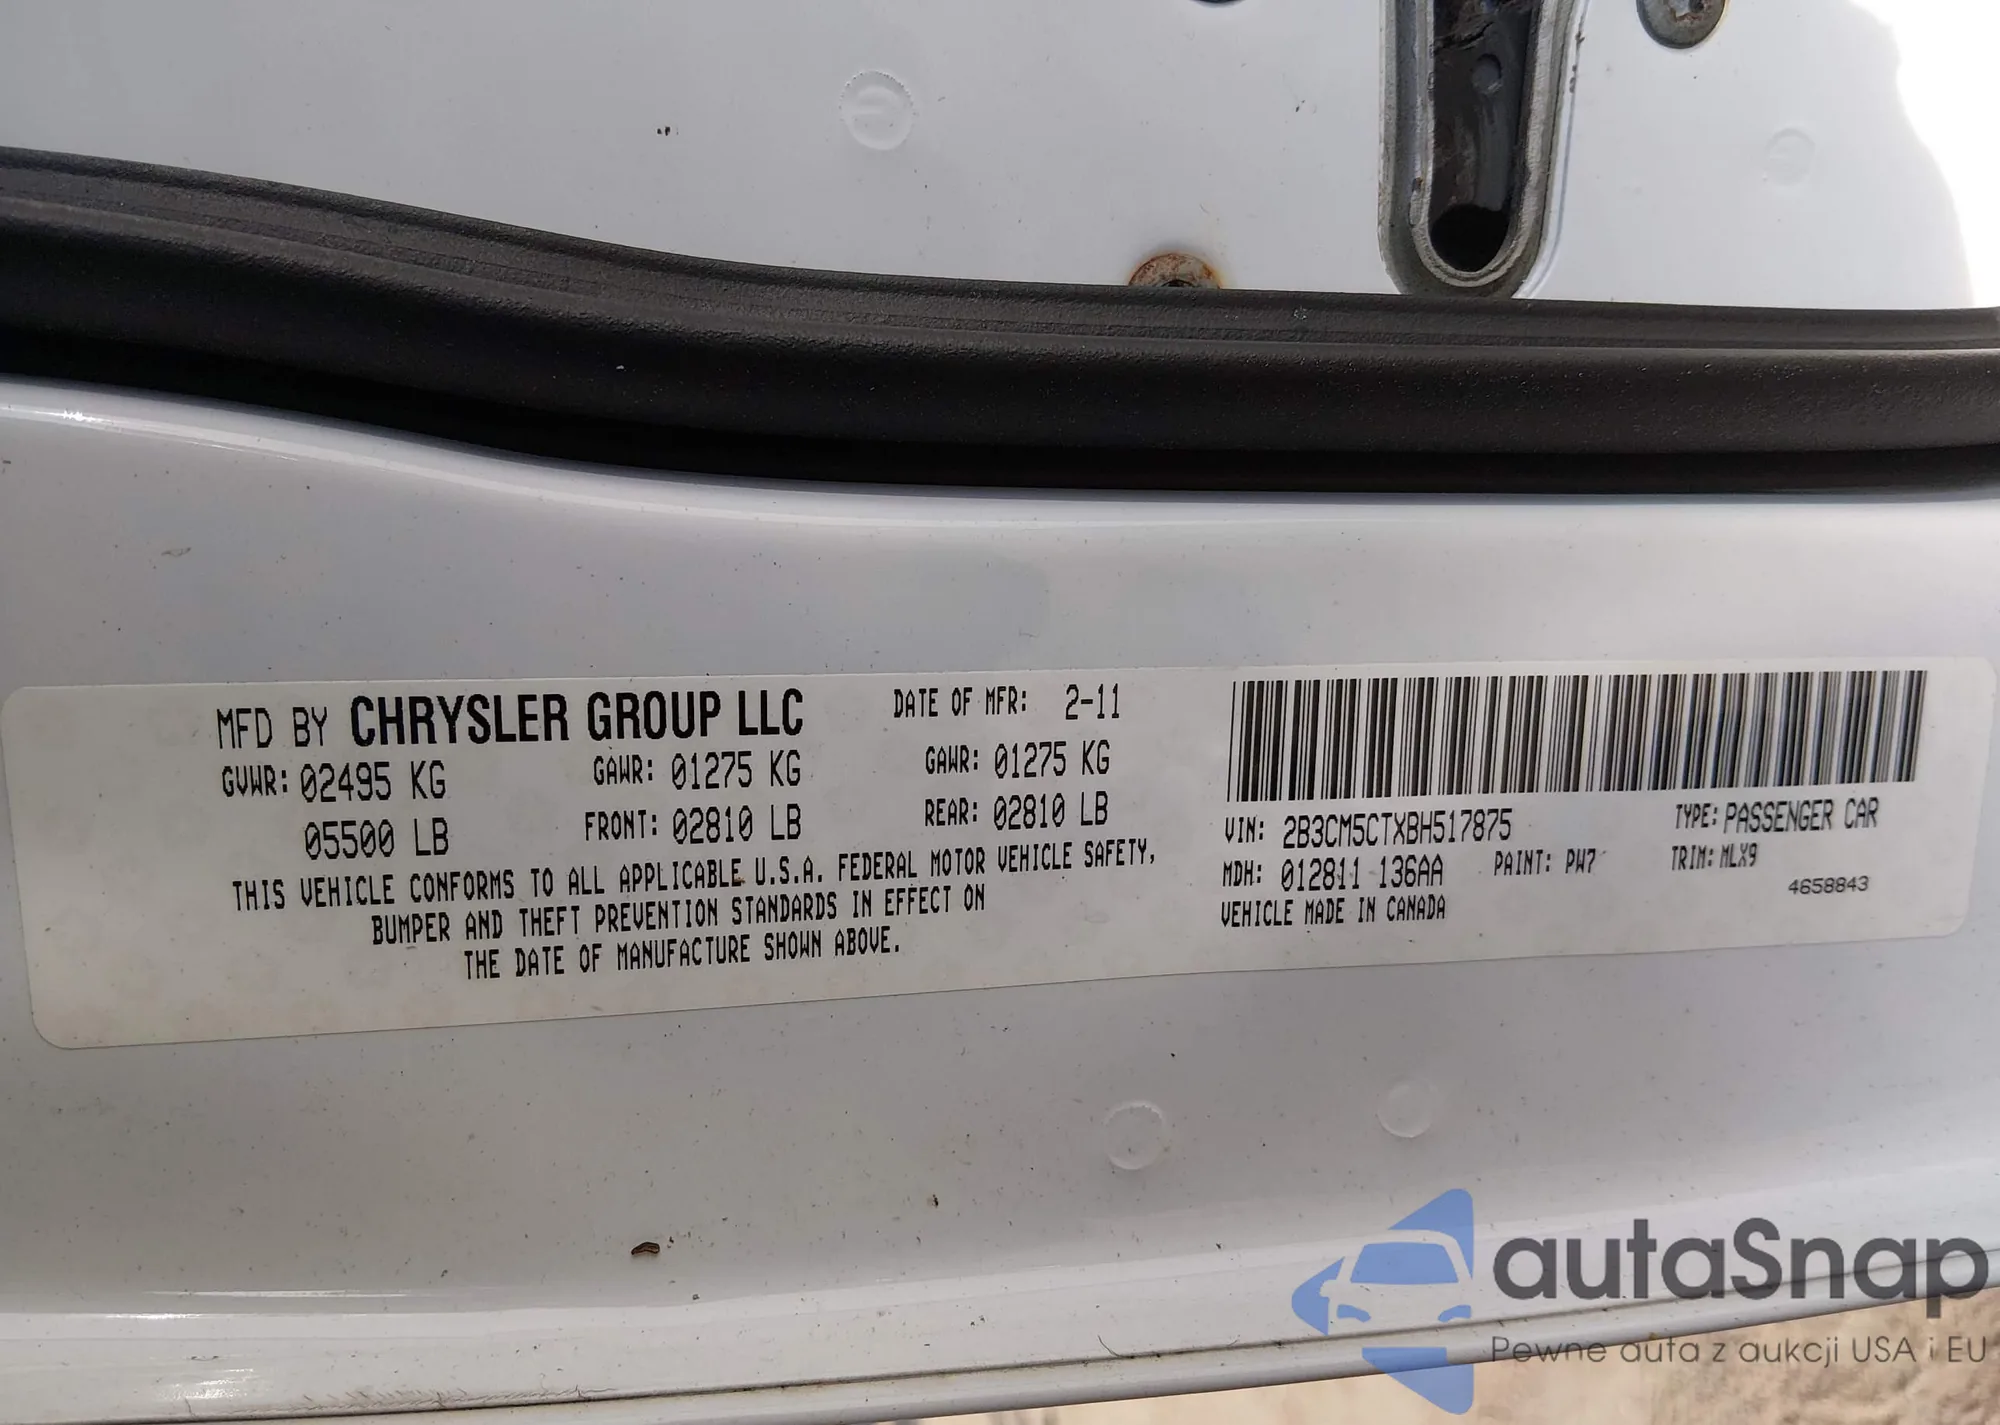 MFD BY CHRYSLER GROUP LLC
DATE OF MFR: 2-11
GVWR: 02495 KG
05500 LB
GAWR: 01275 KG
FRONT: 02810 LB
GAWR: 01275 KG
REAR: 02810 LB
THIS VEHICLE CONFORMS TO ALL APPLICABLE U.S.A. FEDERAL MOTOR VEHICLE SAFETY,
BUMPER AND THEFT PREVENTION STANDARDS IN EFFECT ON
THE DATE OF MANUFACTURE SHOWN ABOVE.
VIN: 2B3CM5CTXBH517875
TYPE: PASSENGER CAR
MDH: 012811 136AA
PAINT: PW7
TRIM: MLX9
VEHICLE MADE IN CANADA
4658843
autaSnap
Pewne auta z aukcji USA i EU